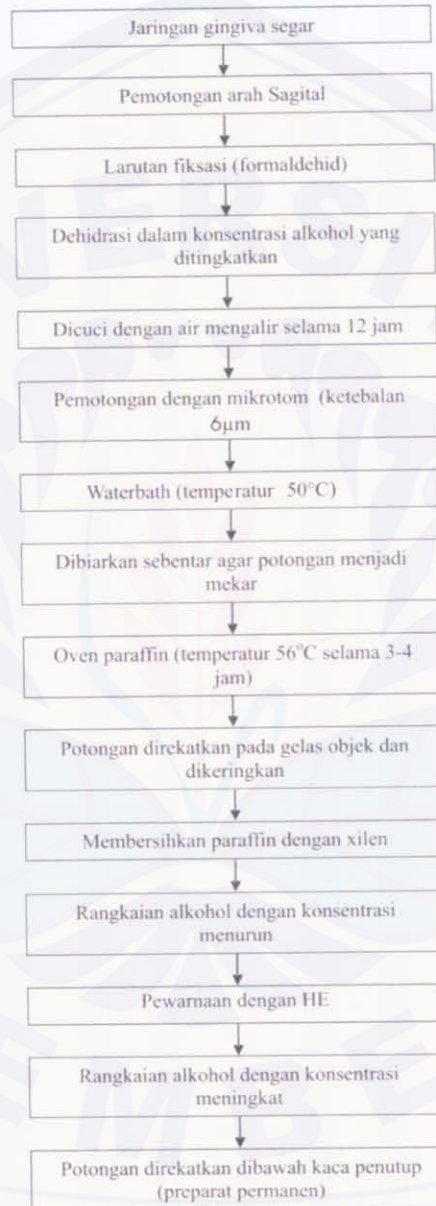 Jaringan gingiva segar
Pemotongan arah Sagital
Larutan fiksasi (formaldehid)
Dehidrasi dalam konsentrasi alkohol yang
ditingkatkan
Dicuci dengan air mengalir selama 12 jam
Pemotongan dengan mikrotom (ketebalan
6µm
Waterbath (temperatur 50°C)
Dibiarkan sebentar agar potongan menjadi
mekar
Oven paraffin (temperatur 56°C selama 3-4
jam)
Potongan direkatkan pada gelas objek dan
dikeringkan
Membersihkan paraffin dengan xilen
Rangkaian alkohol dengan konsentrasi
menurun
Pewarnaan dengan HE
Rangkaian alkohol dengan konsentrasi
meningkat
Potongan direkatkan dibawah kaca penutup
(preparat permanen)